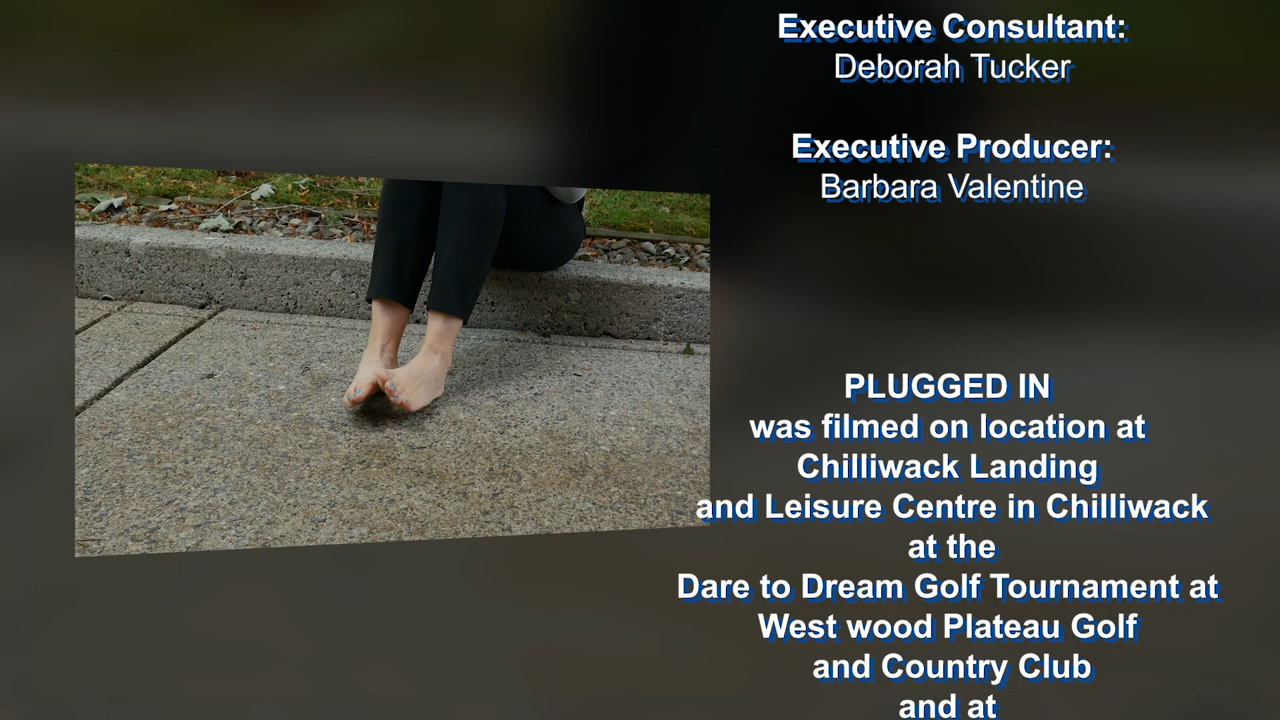 Executive Consultant:
Deborah Tucker
Executive Producer:
Barbara Valentine
PLUGGED IN
was filmed on location at
Chilliwack Landing
and Leisure Centre in Chilliwack
at the
Dare to Dream Golf Tournament at
West wood Plateau Golf
and Country Club
and at